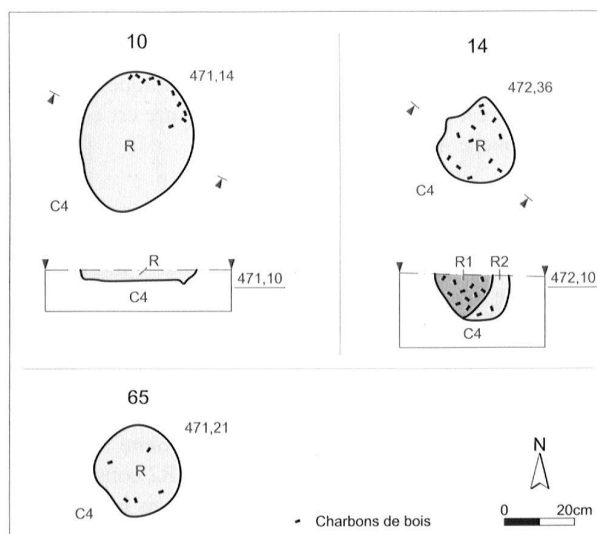 10
471,14
R
C4
R
471,10
C4
14
472,36
R
C4
R1 R2
472,10
C4
65
471,21
R
C4
Charbons de bois
N
0 20cm